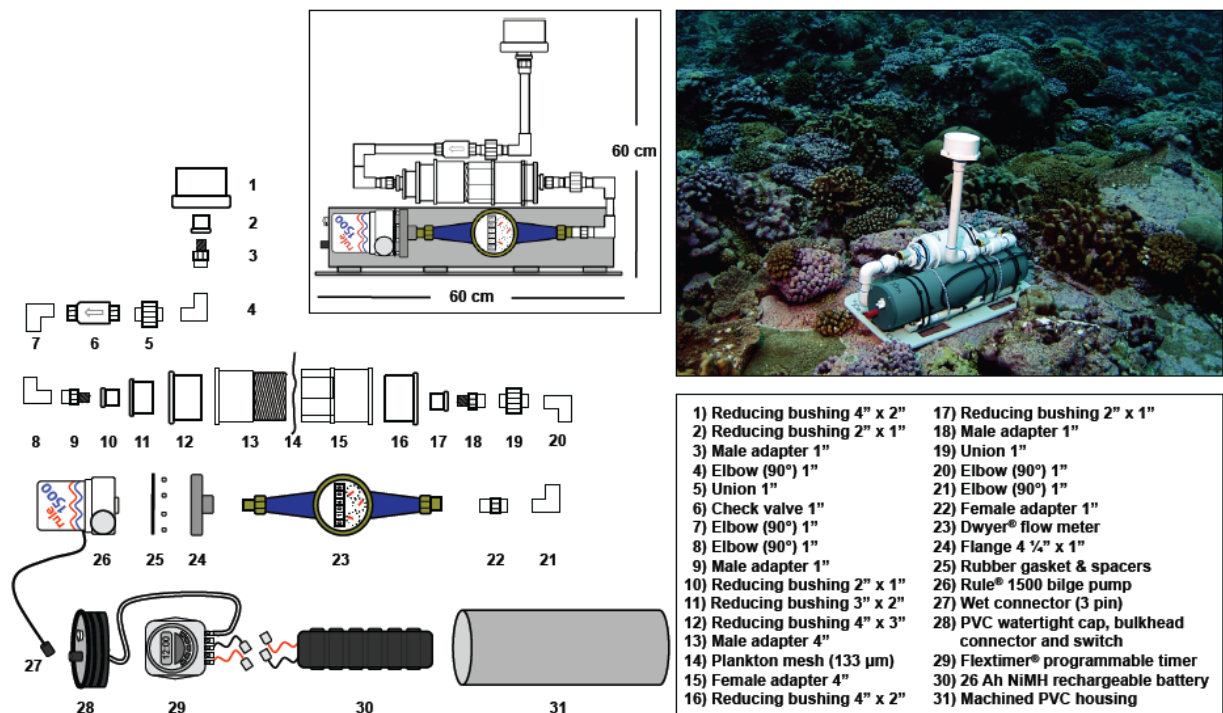 60 cm
60 cm
rule
1500
1
2
3
4
7
6
5
8
9
10
11
12
13
14
15
16
17
18
19
20
rule
1500
26
25
24
23
22
21
12:00
27
28
29
30
31
1) Reducing bushing 4” x 2”
2) Reducing bushing 2” x 1”
3) Male adapter 1”
4) Elbow (90°) 1”
5) Union 1”
6) Check valve 1”
7) Elbow (90°) 1”
8) Elbow (90°) 1”
9) Male adapter 1”
10) Reducing bushing 2” x 1”
11) Reducing bushing 3” x 2”
12) Reducing bushing 4” x 3”
13) Male adapter 4”
14) Plankton mesh (133 µm)
15) Female adapter 4”
16) Reducing bushing 4” x 2”
17) Reducing bushing 2” x 1”
18) Male adapter 1”
19) Union 1”
20) Elbow (90°) 1”
21) Elbow (90°) 1”
22) Female adapter 1”
23) Dwyer® flow meter
24) Flange 4 ¼” x 1”
25) Rubber gasket & spacers
26) Rule® 1500 bilge pump
27) Wet connector (3 pin)
28) PVC watertight cap, bulkhead
connector and switch
29) Flextimer® programmable timer
30) 26 Ah NiMH rechargeable battery
31) Machined PVC housing